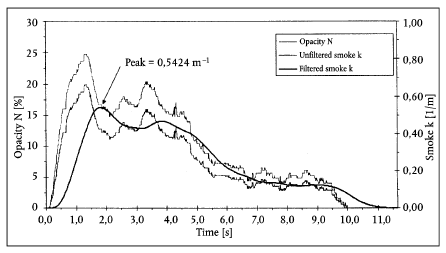 30
25
20
15
10
5
0
Opacity N [%]
1,00
0,80
0,60
0,40
0,20
0,00
Smoke k [1/m]
Opacity N
Unfiltered smoke k
Filtered smoke k
Peak = 0,5424 m⁻¹
0,0 1,0 2,0 3,0 4,0 5,0 6,0 7,0 8,0 9,0 10,0 11,0
Time [s]